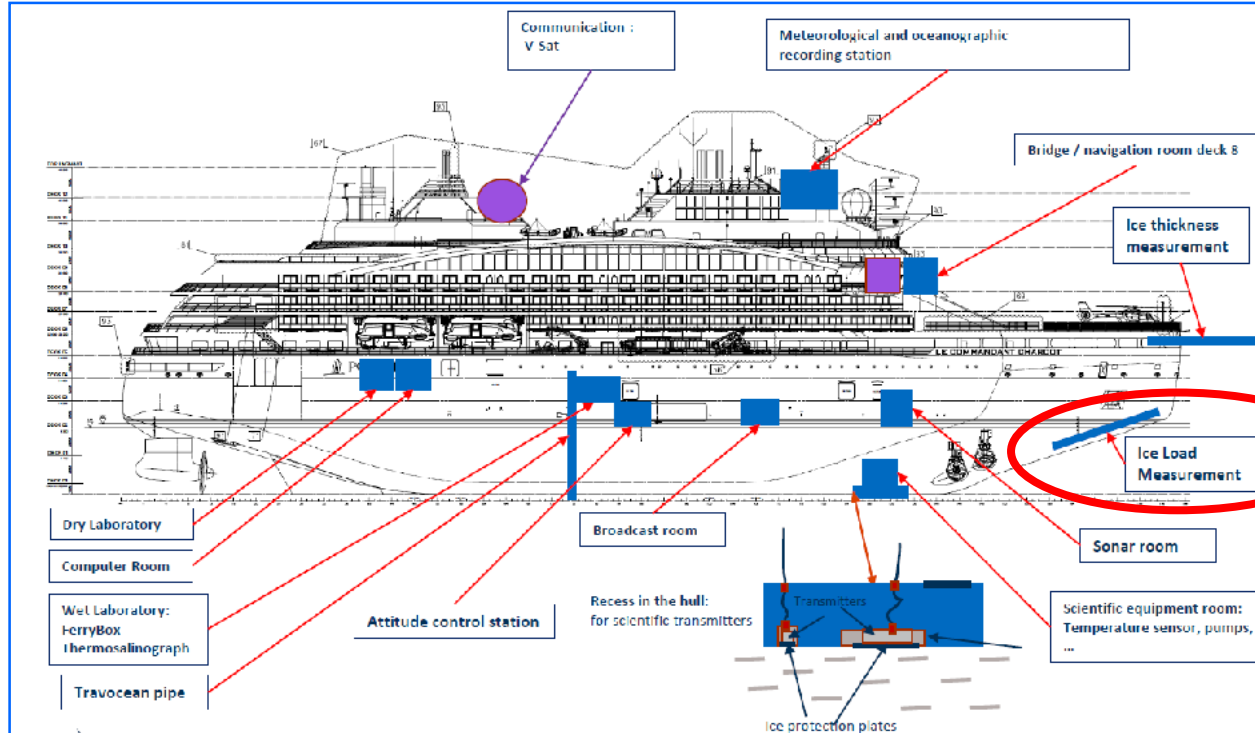 Communication :
V Sat
Meteorological and oceanographic
recording station
Bridge / navigation room deck 8
Ice thickness
measurement
LE COMMANDANT CHARCOT
Ice Load
Measurement
Dry Laboratory
Computer Room
Wet Laboratory:
FerryBox
Thermosalinograph
Travocean pipe
Attitude control station
Broadcast room
Sonar room
Recess in the hull:
for scientific transmitters
Transmitters
Scientific equipment room:
Temperature sensor, pumps,
...
Ice protection plates